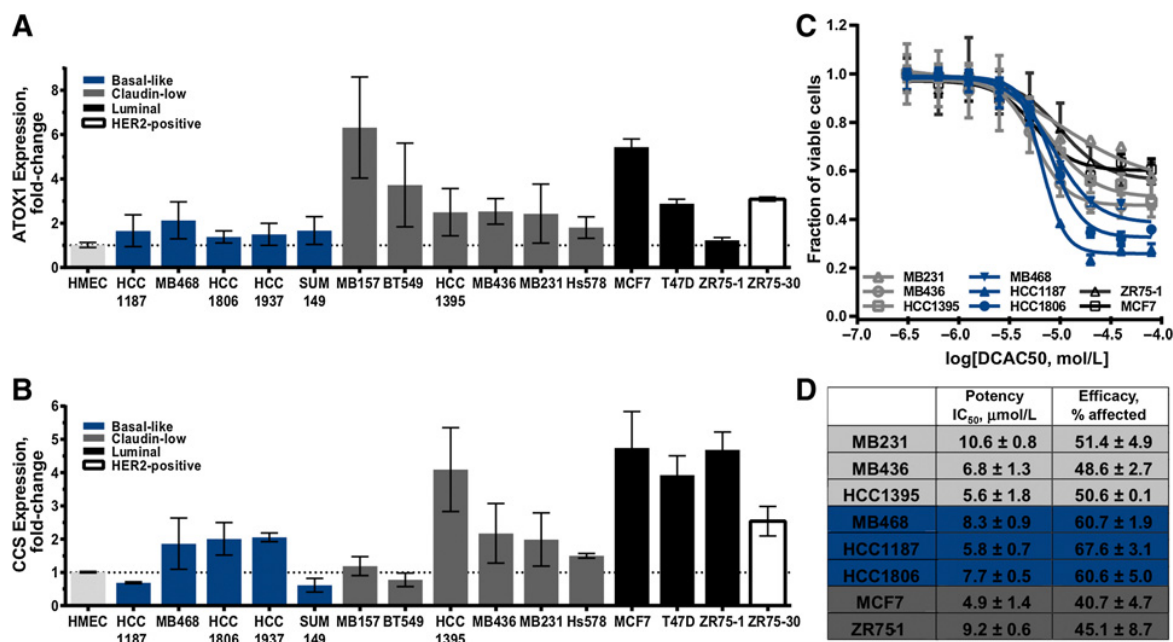 A
ATOX1 Expression,
fold-change
10
8
6
4
2
0
Basal-like
Claudin-low
Luminal
HER2-positive
HMEC HCC 1187 MB468 HCC 1806 HCC 1937 SUM 149 MB157 BT549 HCC 1395 MB436 MB231 Hs578 MCF7 T47D ZR75-1 ZR75-30
B
CCS Expression,
fold-change
6
5
4
3
2
1
0
Basal-like
Claudin-low
Luminal
HER2-positive
HMEC HCC 1187 MB468 HCC 1806 HCC 1937 SUM 149 MB157 BT549 HCC 1395 MB436 MB231 Hs578 MCF7 T47D ZR75-1 ZR75-30
C
Fraction of viable cells
1.2
1.0
0.8
0.6
0.4
0.2
0.0
MB231 MB468
MB436 HCC1187 ZR75-1
HCC1395 HCC1806 MCF7
−7.0 −6.5 −6.0 −5.5 −5.0 −4.5 −4.0
log[DCAC50, mol/L]
D
Potency Efficacy,
IC50, μmol/L % affected
MB231 10.6 ± 0.8 51.4 ± 4.9
MB436 6.8 ± 1.3 48.6 ± 2.7
HCC1395 5.6 ± 1.8 50.6 ± 0.1
MB468 8.3 ± 0.9 60.7 ± 1.9
HCC1187 5.8 ± 0.7 67.6 ± 3.1
HCC1806 7.7 ± 0.5 60.6 ± 5.0
MCF7 4.9 ± 1.4 40.7 ± 4.7
ZR75-1 9.2 ± 0.6 45.1 ± 8.7